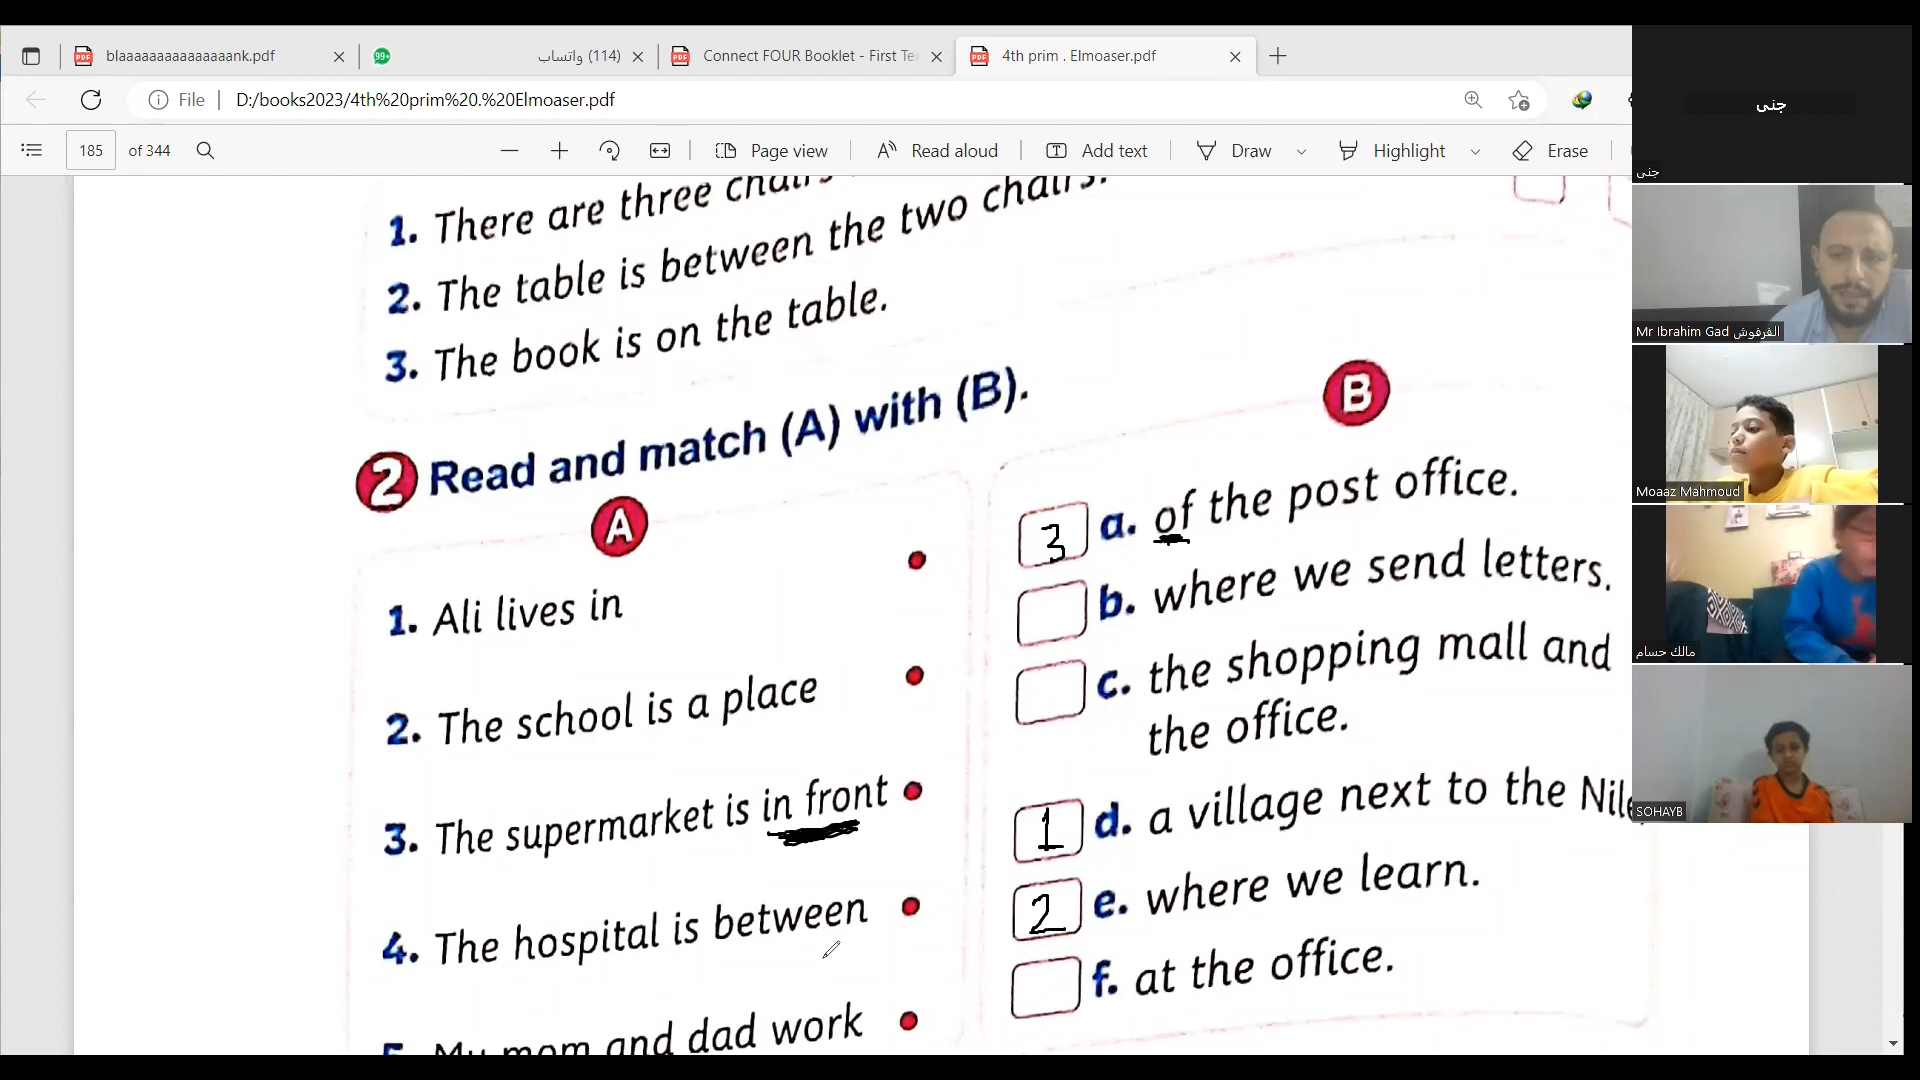 blaaaaaaaaaaaaaaaank.pdf
99+
(114) واتساب
Connect FOUR Booklet - First Te
4th prim . Elmoaser.pdf
File
D:/books2023/4th%20prim%20.%20Elmoaser.pdf
185 of 344
Page view
Read aloud
Add text
Draw
Highlight
Erase
1. There are three chairs
2. The table is between the two chairs.
3. The book is on the table.
2 Read and match (A) with (B).
A
1. Ali lives in
2. The school is a place
3. The supermarket is in front
4. The hospital is between
5. My mom and dad work
B
3 a. of the post office.
b. where we send letters.
c. the shopping mall and
the office.
1 d. a village next to the Nile
2 e. where we learn.
f. at the office.
جنى
جنى
Mr Ibrahim Gad الفرفوش
Moaaz Mahmoud
مالك حسام
SOHAYB